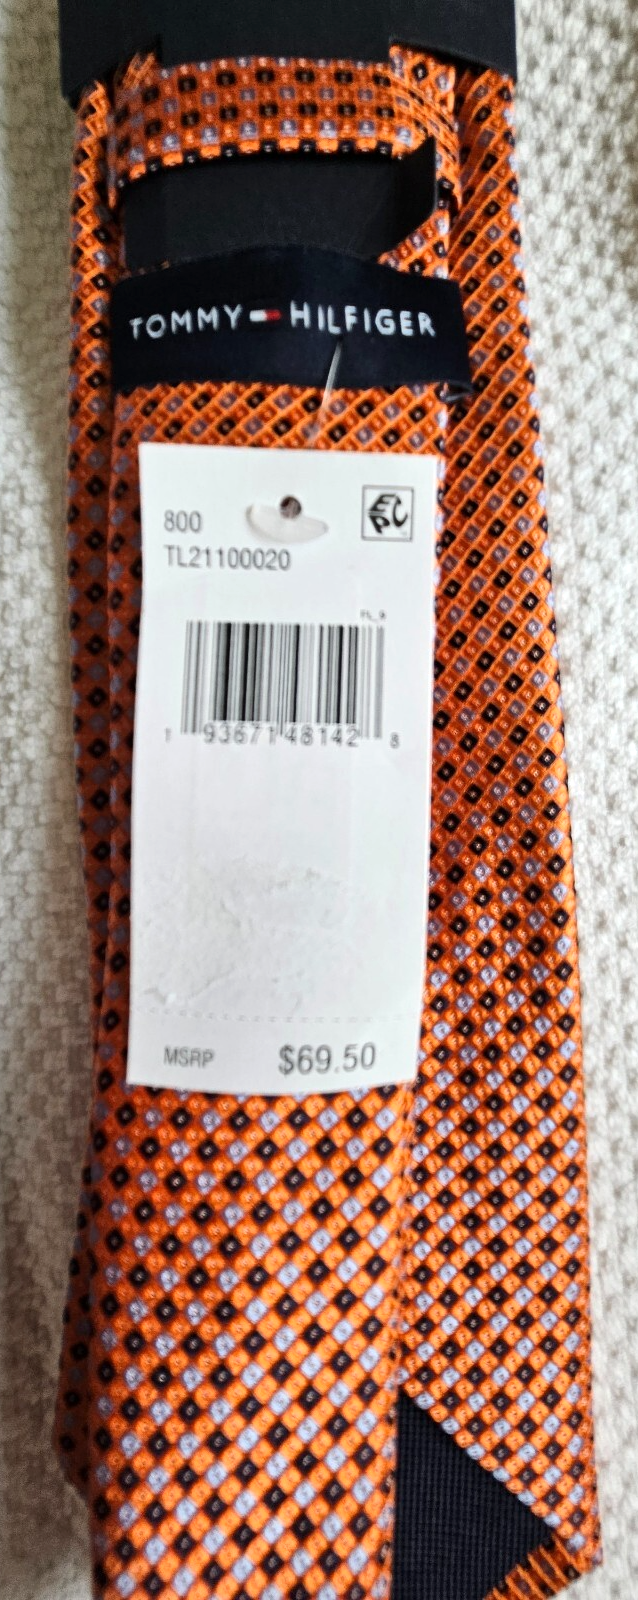 TOMMY HILFIGER
800
TL21100020
1 93671 48142 8
MSRP $69.50